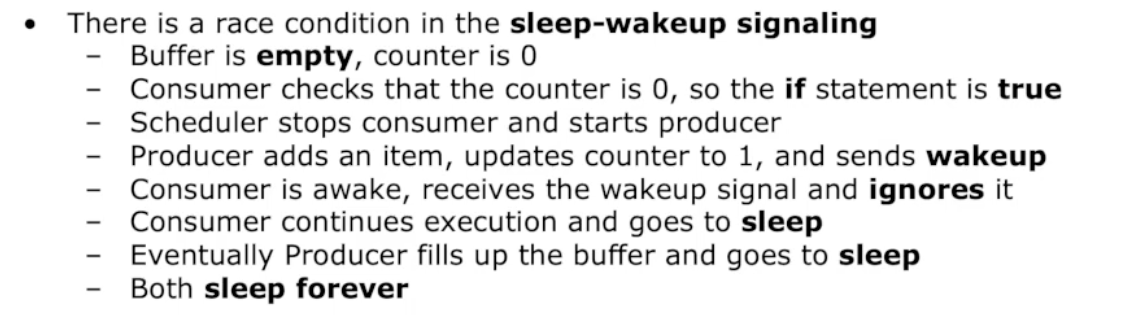 • There is a race condition in the sleep-wakeup signaling
– Buffer is empty, counter is 0
– Consumer checks that the counter is 0, so the if statement is true
– Scheduler stops consumer and starts producer
– Producer adds an item, updates counter to 1, and sends wakeup
– Consumer is awake, receives the wakeup signal and ignores it
– Consumer continues execution and goes to sleep
– Eventually Producer fills up the buffer and goes to sleep
– Both sleep forever